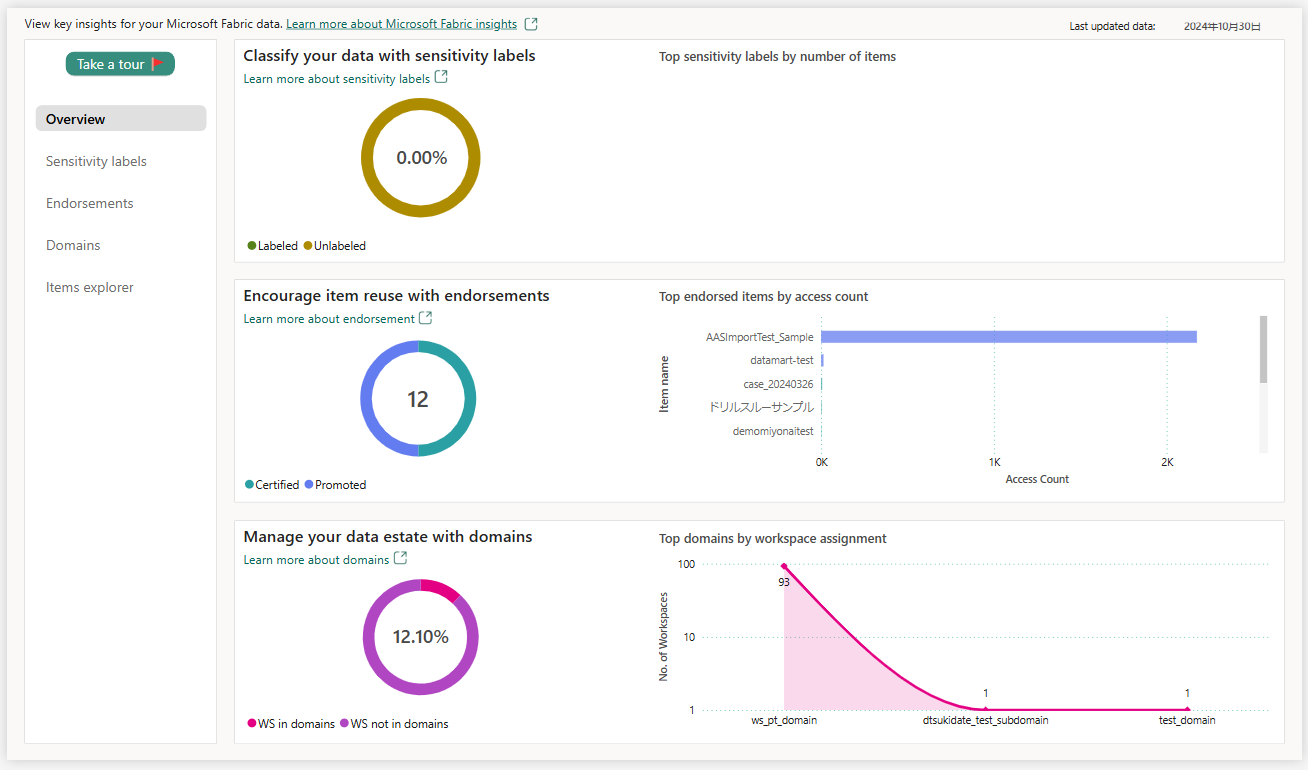 View key insights for your Microsoft Fabric data. Learn more about Microsoft Fabric insights
Last updated data: 2024年10月30日
Take a tour
Overview
Sensitivity labels
Endorsements
Domains
Items explorer
Classify your data with sensitivity labels
Learn more about sensitivity labels
0.00%
Labeled Unlabeled
Top sensitivity labels by number of items
Encourage item reuse with endorsements
Learn more about endorsement
12
Certified Promoted
Top endorsed items by access count
Item name
AASImportTest_Sample
datamart-test
case_20240326
ドリルスルーサンプル
demomiyonaitest
0K 1K 2K
Access Count
Manage your data estate with domains
Learn more about domains
12.10%
WS in domains WS not in domains
Top domains by workspace assignment
No. of Workspaces
100
10
1
93
1
1
ws_pt_domain dtsukidate_test_subdomain test_domain